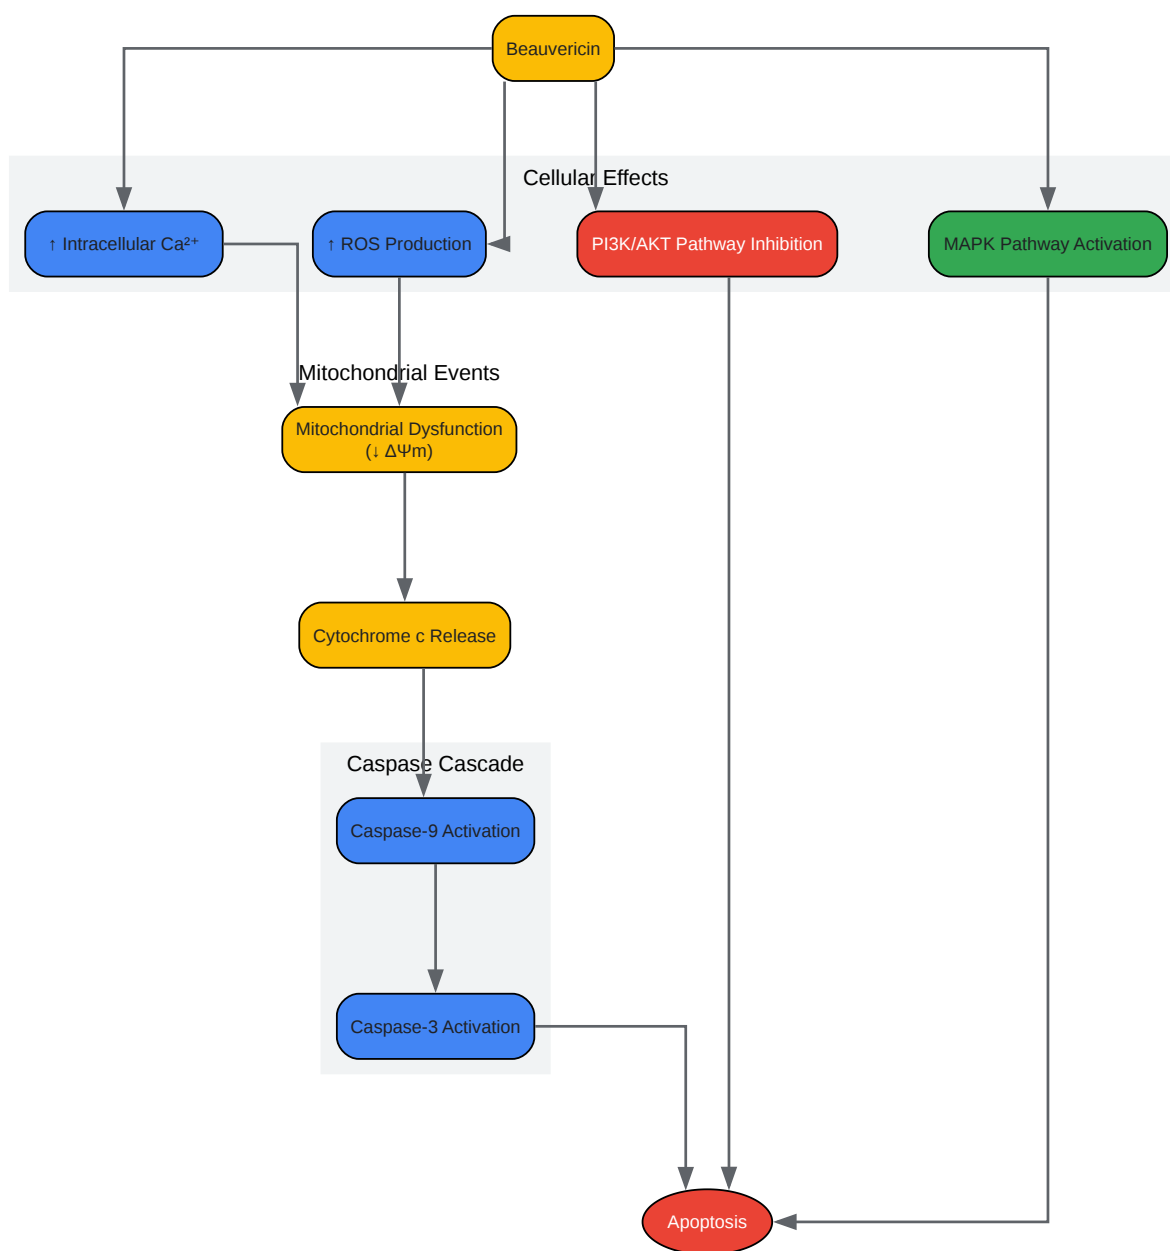 Beauvericin
Cellular Effects
↑ Intracellular Ca²⁺
↑ ROS Production
PI3K/AKT Pathway Inhibition
MAPK Pathway Activation
Mitochondrial Events
Mitochondrial Dysfunction
(↓ ΔΨm)
Cytochrome c Release
Caspase Cascade
Caspase-9 Activation
Caspase-3 Activation
Apoptosis